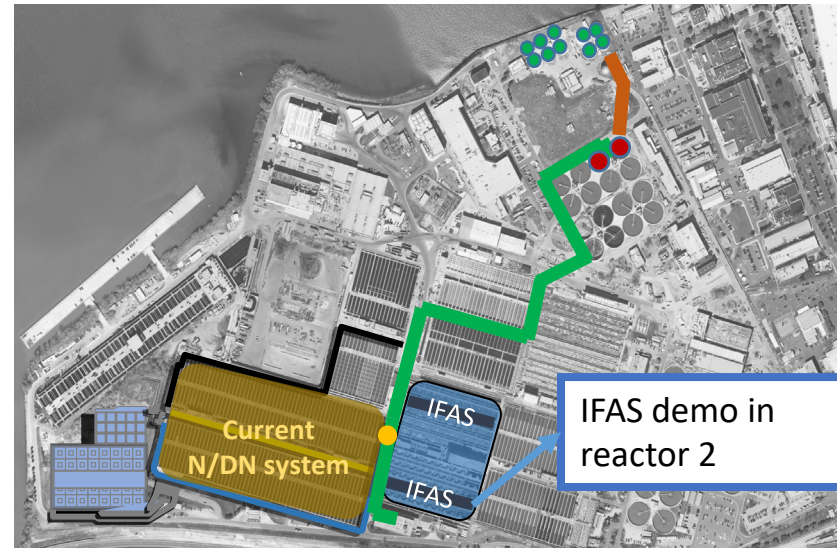 IFAS
Current
N/DN system
IFAS
IFAS demo in
reactor 2